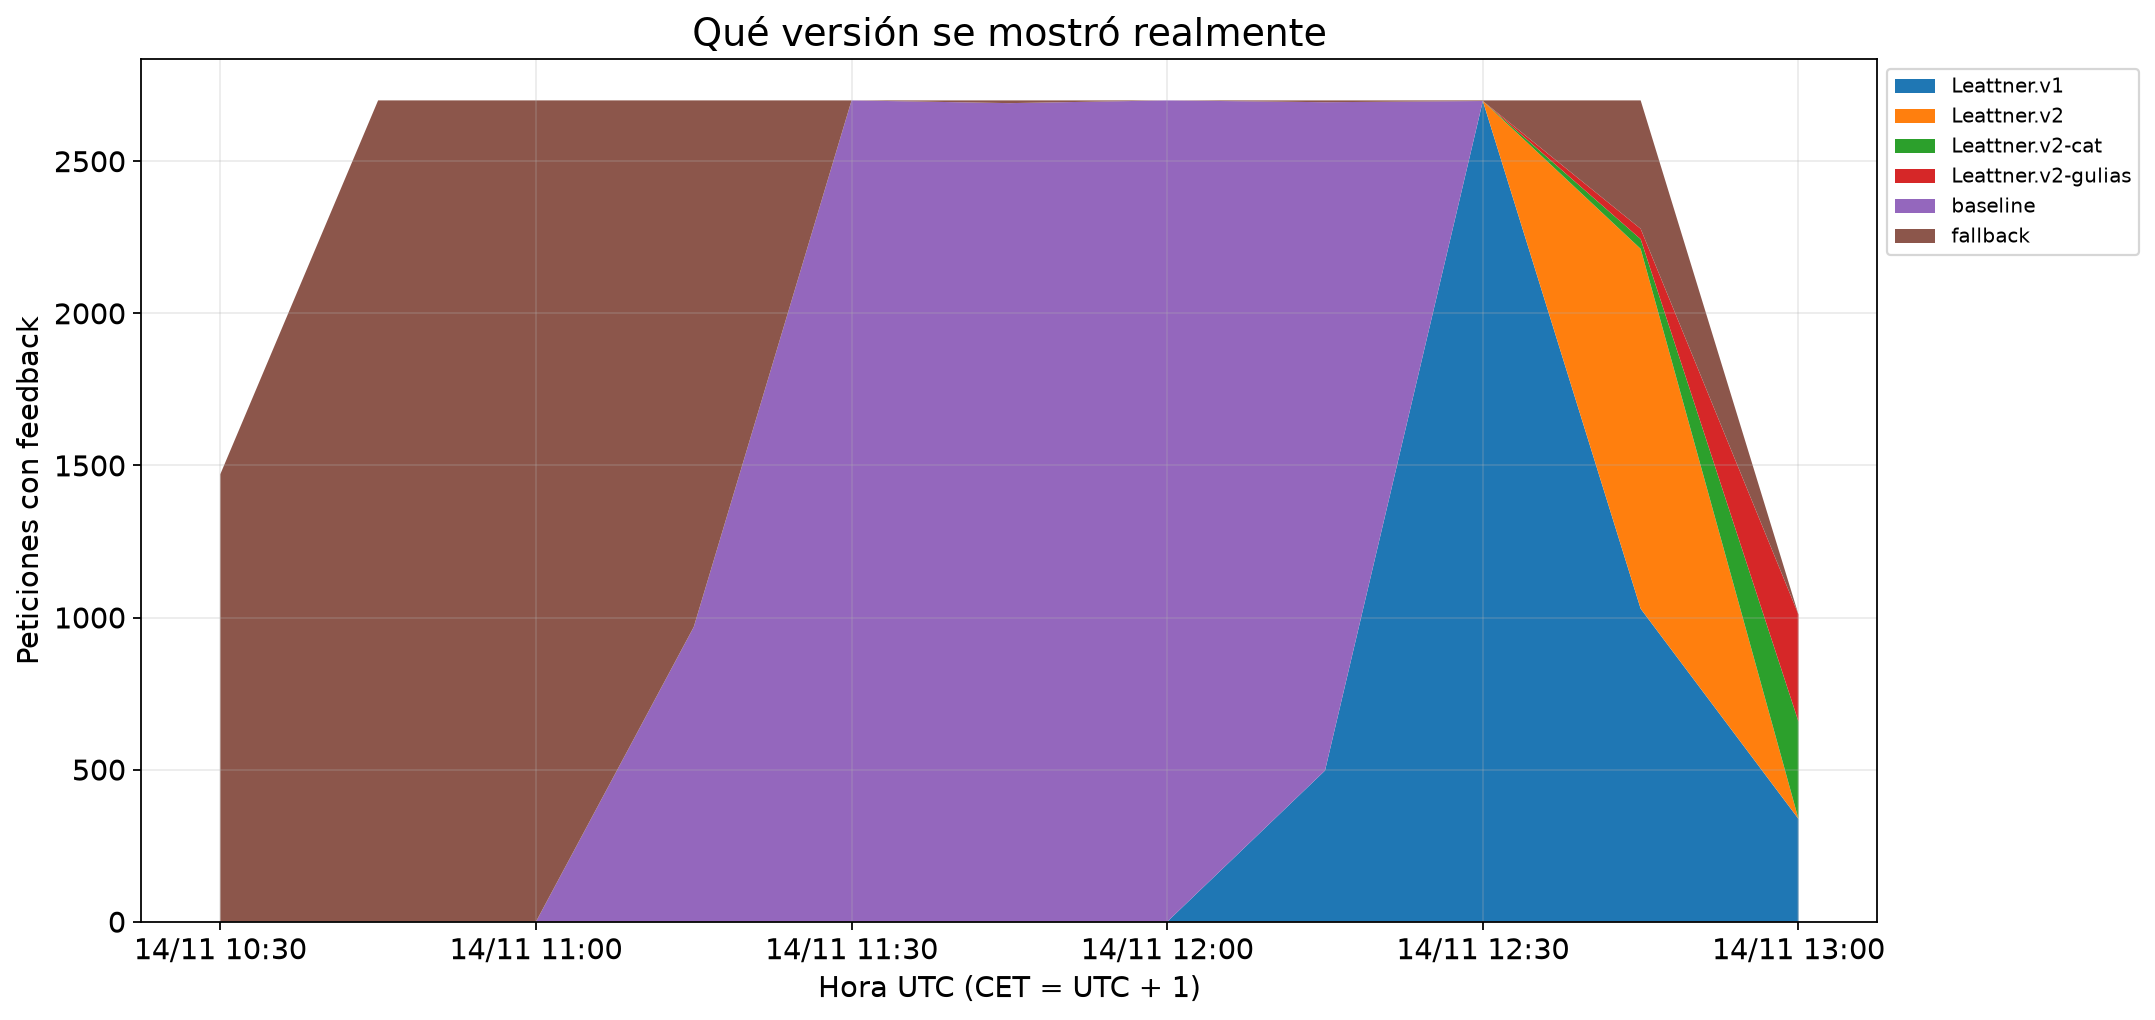 Qué versión se mostró realmente
Leattner.v1
Leattner.v2
Leattner.v2-cat
Leattner.v2-gulias
baseline
fallback
Peticiones con feedback
2500
2000
1500
1000
500
0
14/11 10:30
14/11 11:00
14/11 11:30
14/11 12:00
14/11 12:30
14/11 13:00
Hora UTC (CET = UTC + 1)